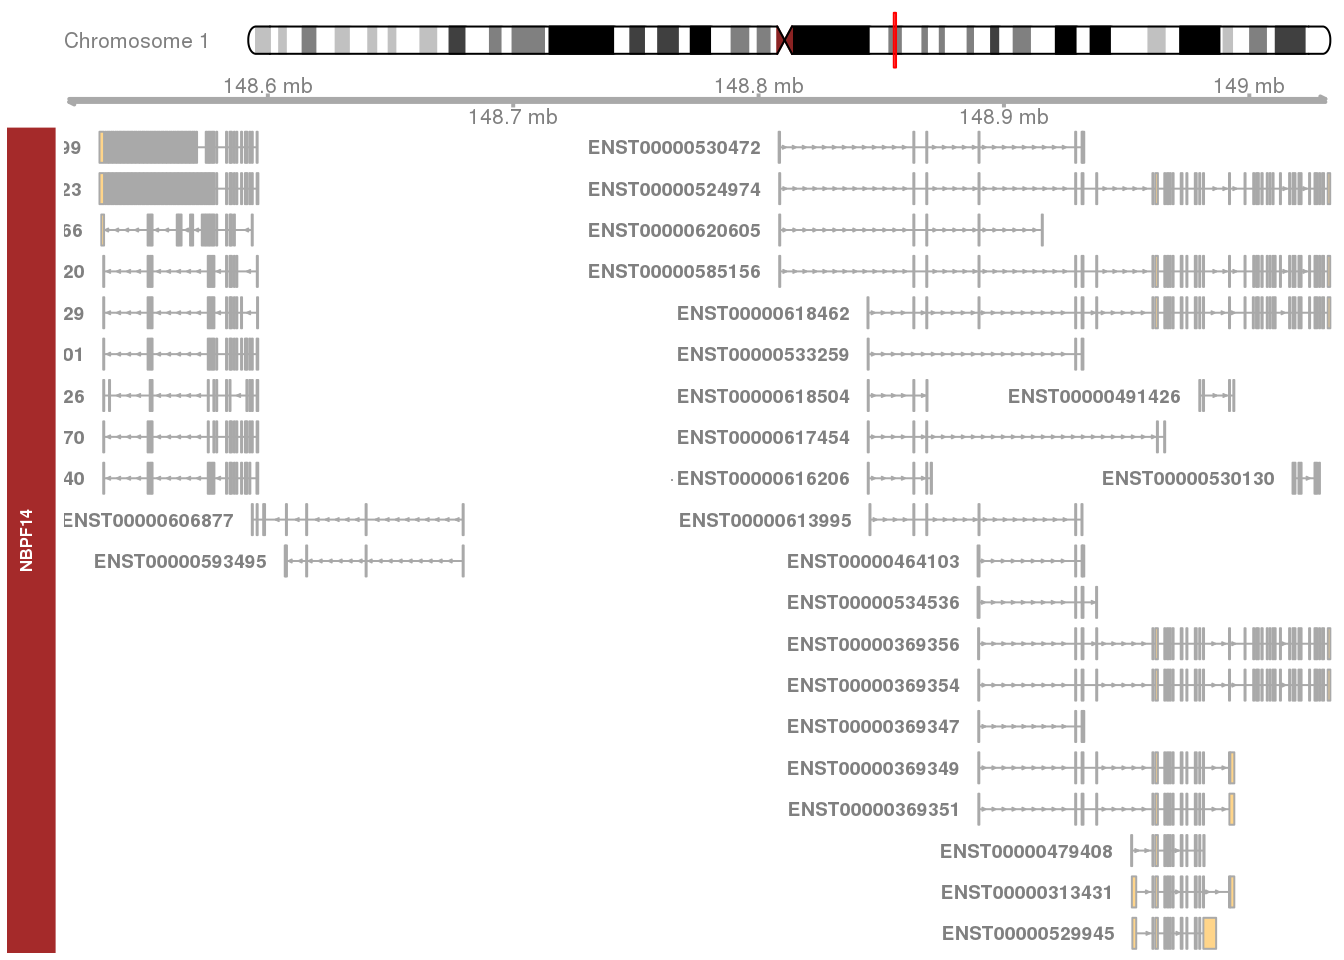 Chromosome 1
148.6 mb 148.8 mb 149 mb
148.7 mb 148.9 mb
NBPF14
99 ENST00000530472
23 ENST00000524974
66 ENST00000620605
20 ENST00000585156
29 ENST00000618462
01 ENST00000533259
26 ENST00000618504 ENST00000491426
70 ENST00000617454
40 ENST00000616206 ENST00000530130
ENST00000606877 ENST00000613995
ENST00000593495 ENST00000464103
ENST00000534536
ENST00000369356
ENST00000369354
ENST00000369347
ENST00000369349
ENST00000369351
ENST00000479408
ENST00000313431
ENST00000529945